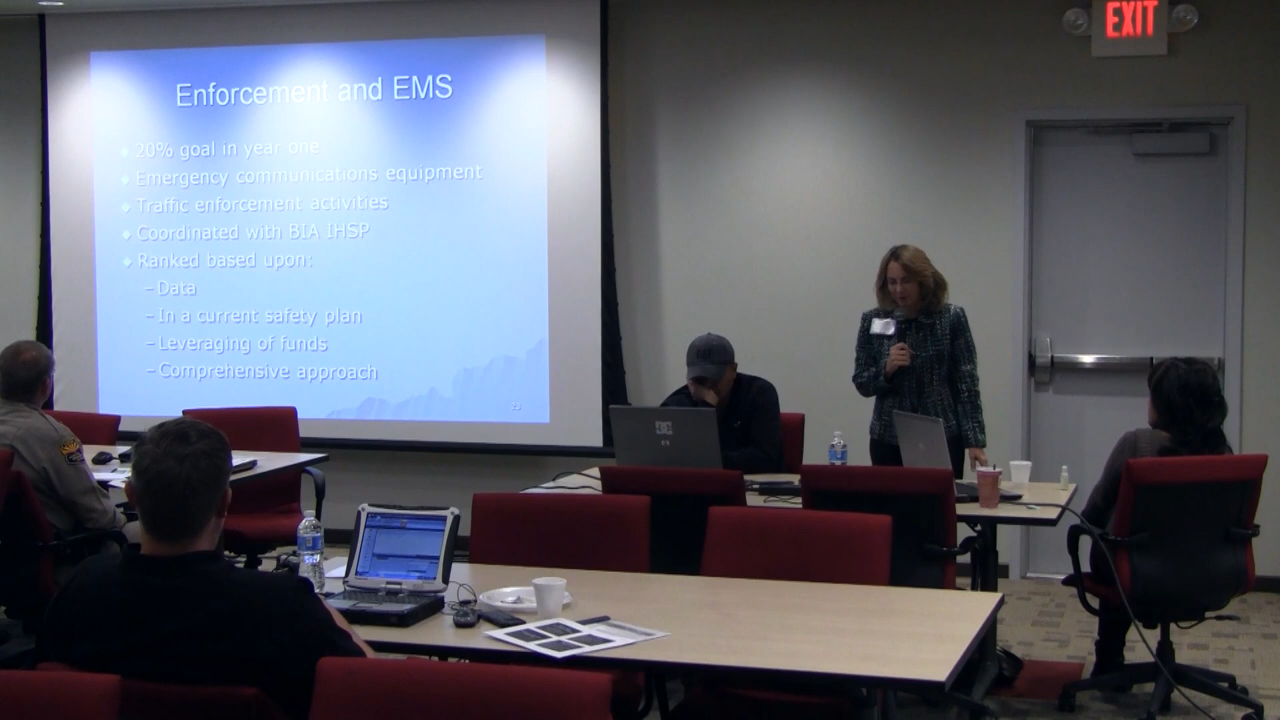 EXIT
Enforcement and EMS
20% goal in year one
Emergency communications equipment
Traffic enforcement activities
Coordinated with BIA IHSP
Ranked based upon:
– Data
– In a current safety plan
– Leveraging of funds
– Comprehensive approach
23